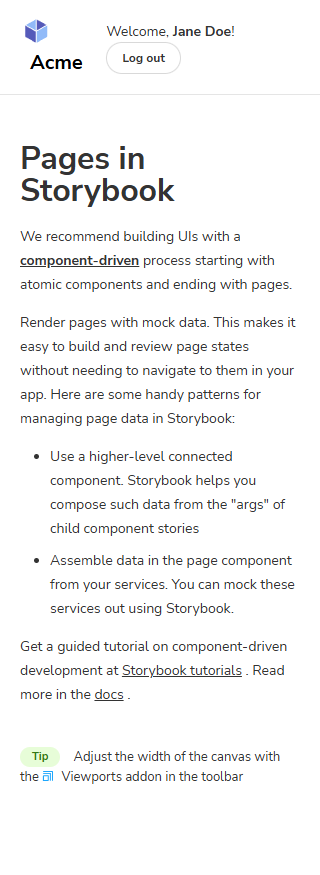 Acme
Welcome, Jane Doe!
Log out
Pages in
Storybook
We recommend building UIs with a
component-driven process starting with
atomic components and ending with pages.
Render pages with mock data. This makes it
easy to build and review page states
without needing to navigate to them in your
app. Here are some handy patterns for
managing page data in Storybook:
• Use a higher-level connected
component. Storybook helps you
compose such data from the "args" of
child component stories
• Assemble data in the page component
from your services. You can mock these
services out using Storybook.
Get a guided tutorial on component-driven
development at Storybook tutorials . Read
more in the docs .
Tip Adjust the width of the canvas with
the Viewports addon in the toolbar